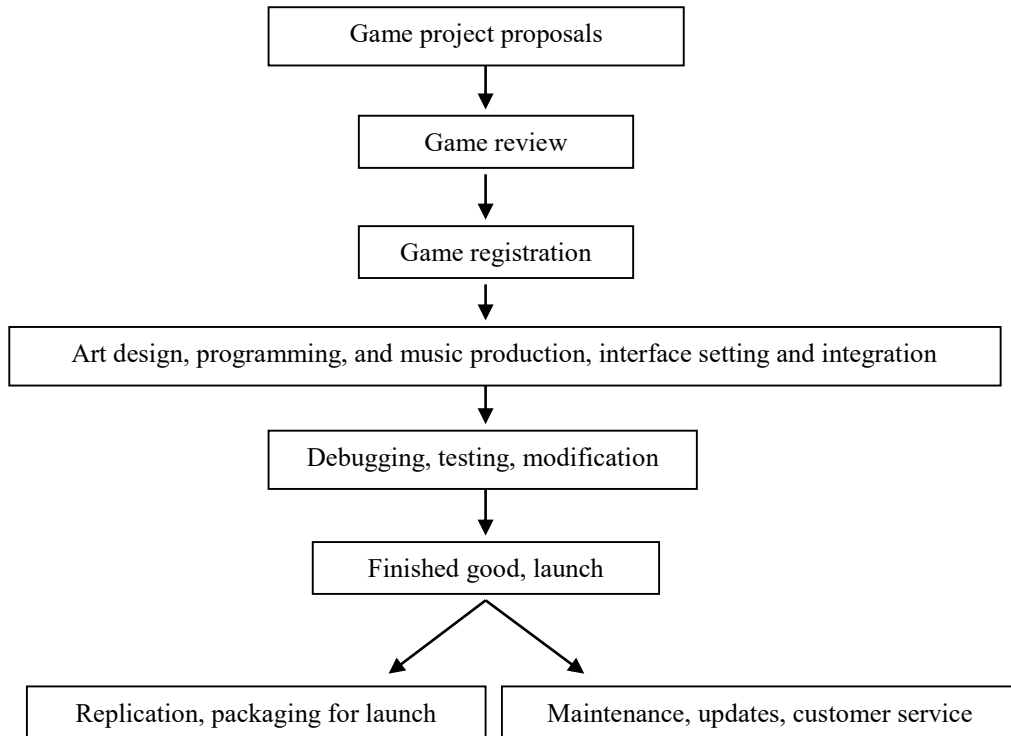 Game project proposals
Game review
Game registration
Art design, programming, and music production, interface setting and integration
Debugging, testing, modification
Finished good, launch
Replication, packaging for launch
Maintenance, updates, customer service